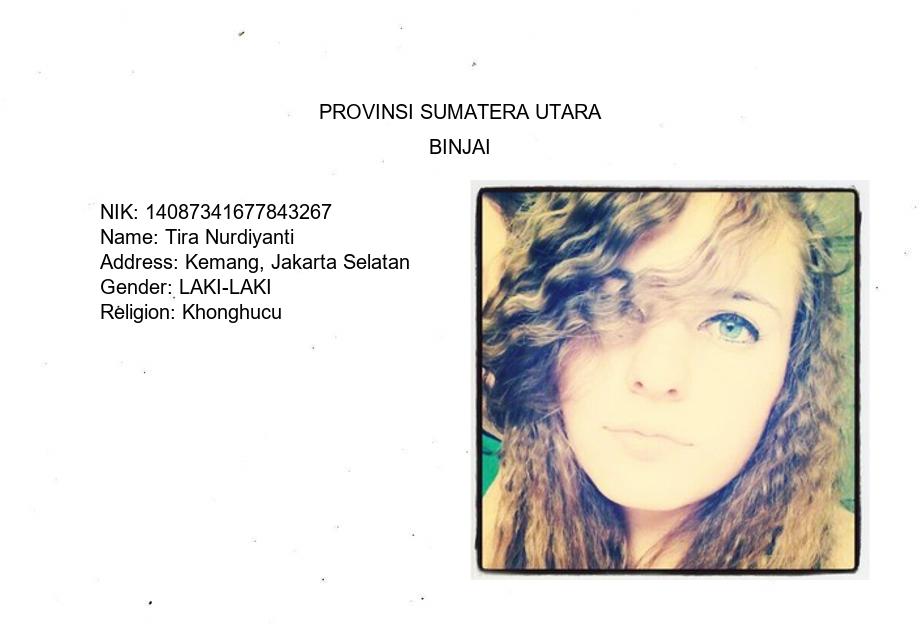 PROVINSI SUMATERA UTARA
BINJAI
NIK: 14087341677843267
Name: Tira Nurdiyanti
Address: Kemang, Jakarta Selatan
Gender: LAKI-LAKI
Religion: Khonghucu